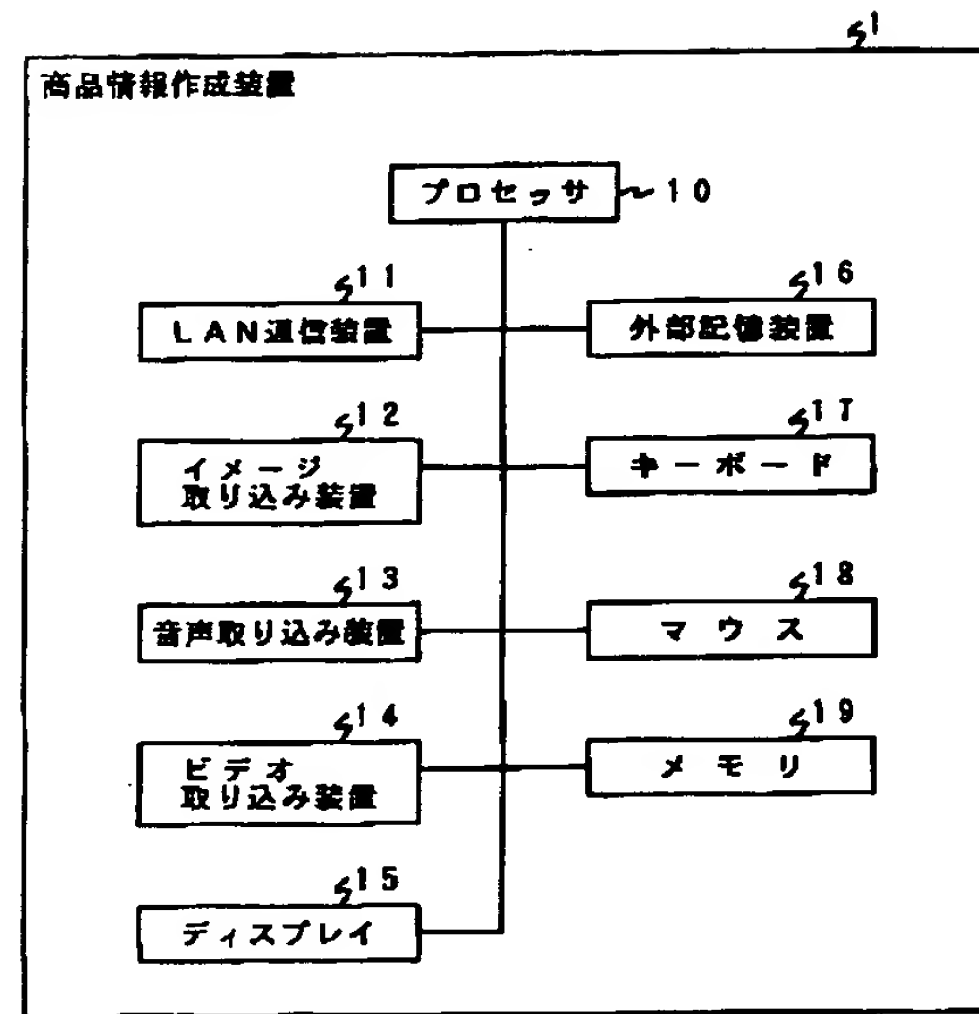 1
商品情報作成装置
プロセッサ 10
11
LAN通信装置
16
外部記憶装置
12
イメージ
取り込み装置
17
キーボード
13
音声取り込み装置
18
マウス
14
ビデオ
取り込み装置
19
メモリ
15
ディスプレイ